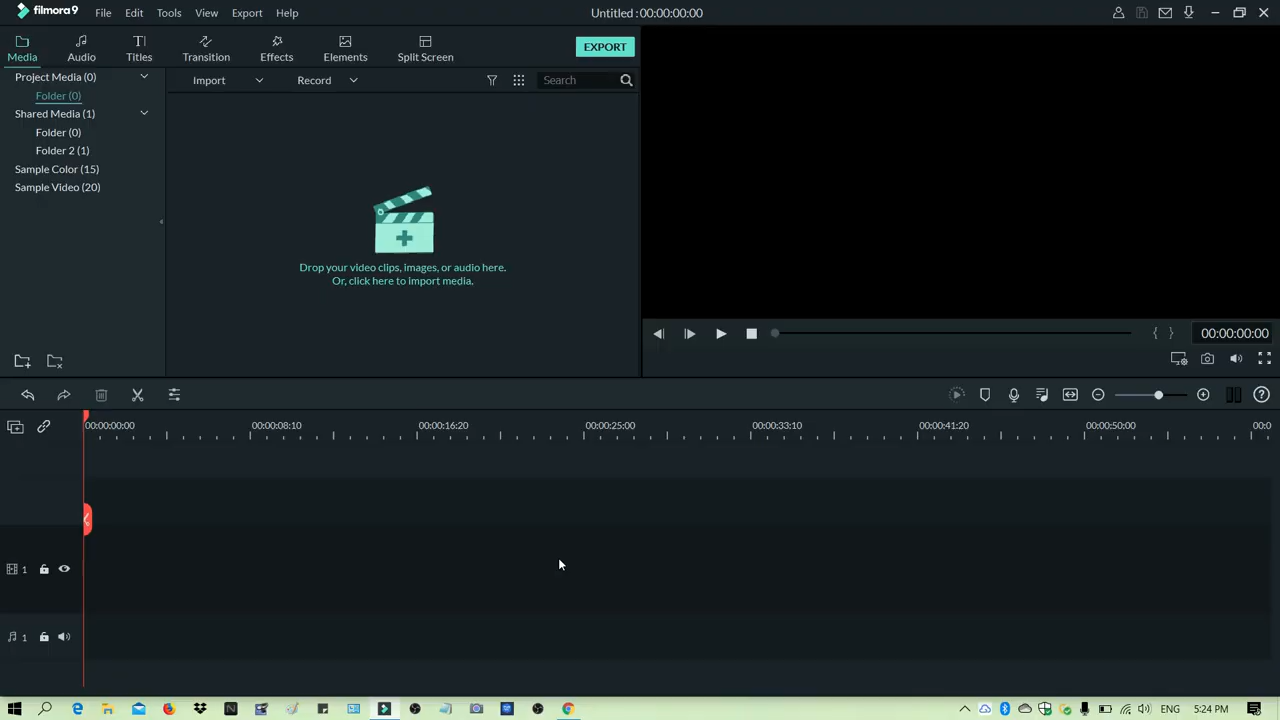 filmora9 File Edit Tools View Export Help Untitled : 00:00:00:00
Media Audio Titles Transition Effects Elements Split Screen EXPORT
Project Media (0)
Folder (0)
Shared Media (1)
Folder (0)
Folder 2 (1)
Sample Color (15)
Sample Video (20)
Import Record Search
Drop your video clips, images, or audio here.
Or, click here to import media.
{ } 00:00:00:00
00:00:00:00 00:00:08:10 00:00:16:20 00:00:25:00 00:00:33:10 00:00:41:20 00:00:50:00 00:0
1
1
ENG 5:24 PM